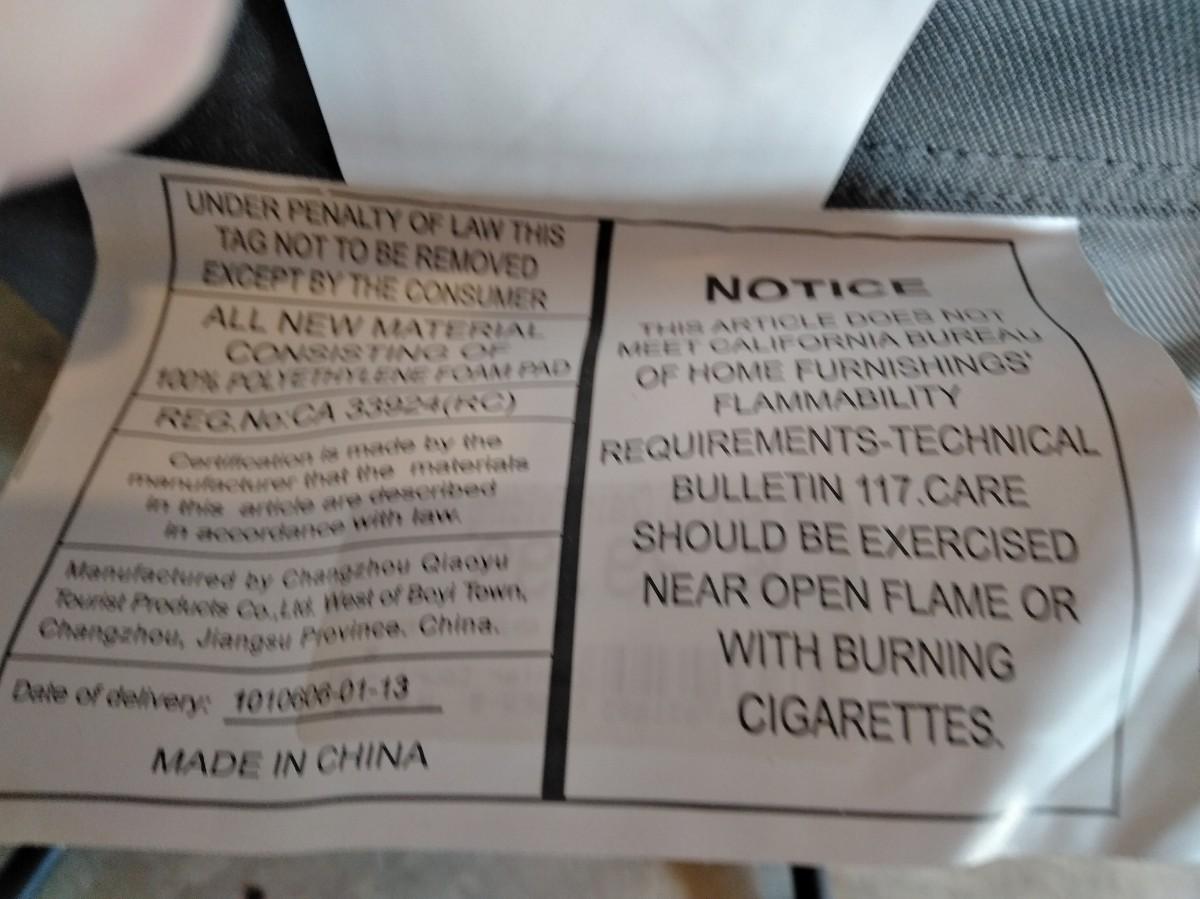 UNDER PENALTY OF LAW THIS
TAG NOT TO BE REMOVED
EXCEPT BY THE CONSUMER
ALL NEW MATERIAL
CONSISTING OF
100% POLYETHYLENE FOAM PAD
REG.No:CA 33924(RC)
Certification is made by the
manufacturer that the materials
in this article are described
in accordance with law.
Manufactured by Changzhou Qiaoyu
Tourist Products Co.,Ltd. West of Boyi Town,
Changzhou, Jiangsu Province. China.
Date of delivery: 1010606-01-13
MADE IN CHINA
NOTICE
THIS ARTICLE DOES NOT
MEET CALIFORNIA BUREAU
OF HOME FURNISHINGS'
FLAMMABILITY
REQUIREMENTS-TECHNICAL
BULLETIN 117.CARE
SHOULD BE EXERCISED
NEAR OPEN FLAME OR
WITH BURNING
CIGARETTES.